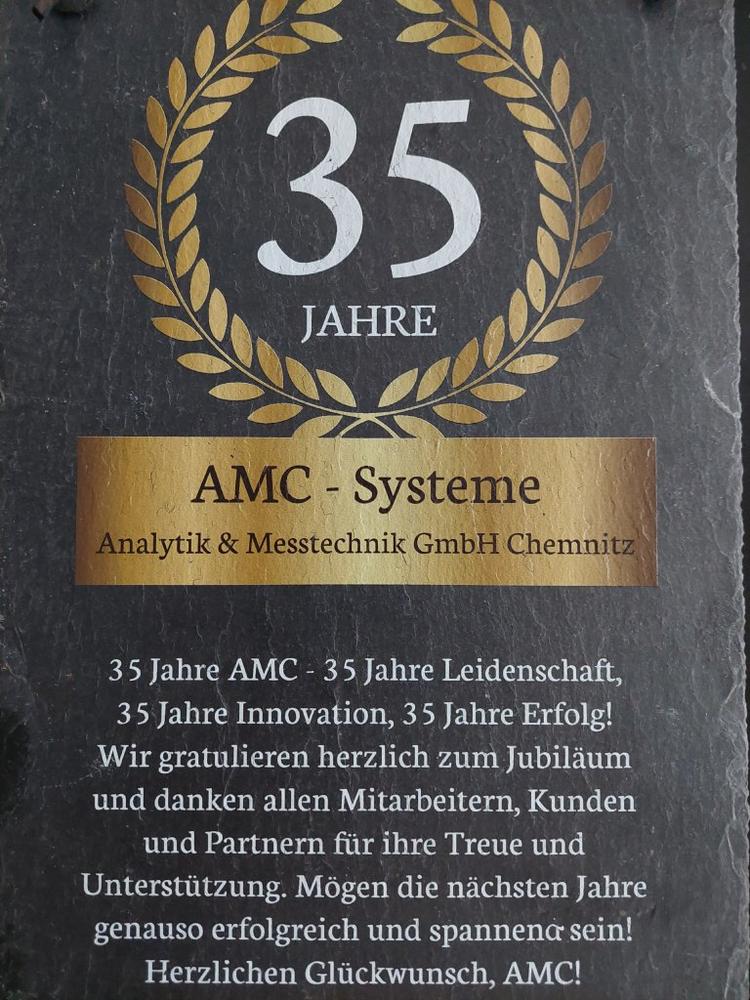 35
JAHRE
AMC - Systeme
Analytik & Messtechnik GmbH Chemnitz
35 Jahre AMC - 35 Jahre Leidenschaft,
35 Jahre Innovation, 35 Jahre Erfolg!
Wir gratulieren herzlich zum Jubiläum
und danken allen Mitarbeitern, Kunden
und Partnern für ihre Treue und
Unterstützung. Mögen die nächsten Jahre
genauso erfolgreich und spannend sein!
Herzlichen Glückwunsch, AMC!